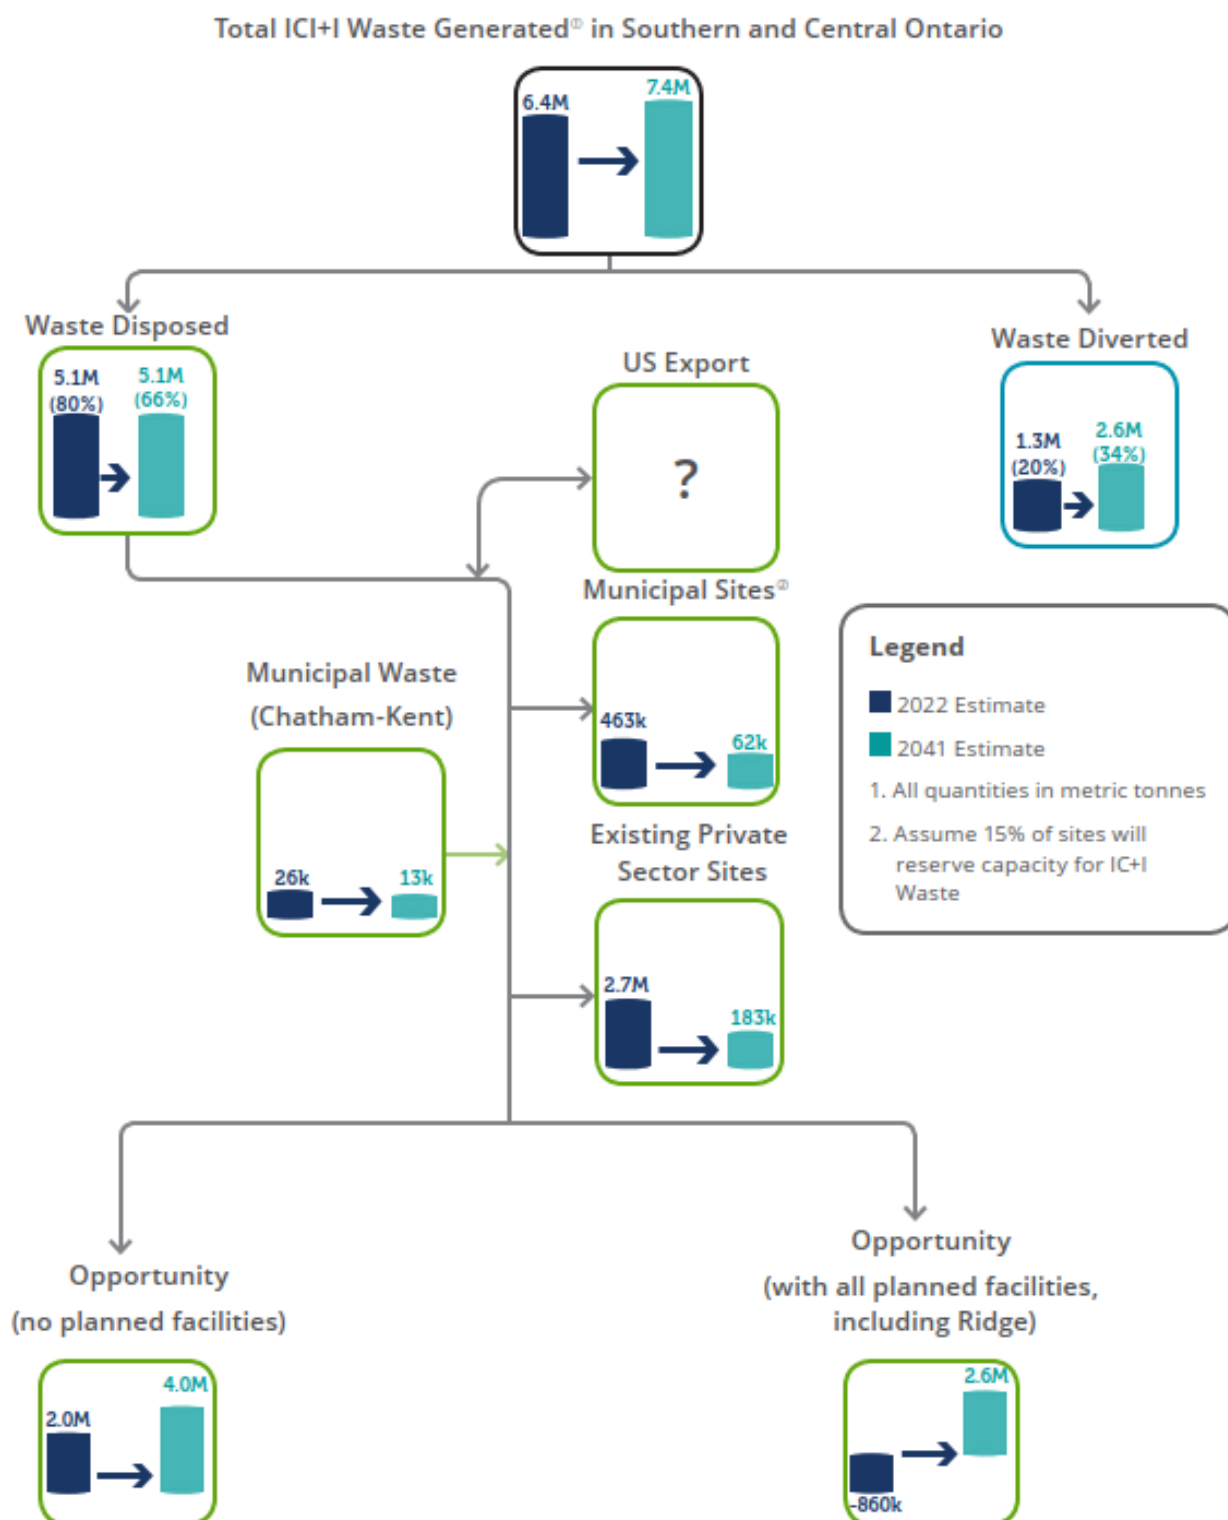 Total ICI+I Waste Generated① in Southern and Central Ontario
6.4M
7.4M
Waste Disposed
5.1M
(80%)
5.1M
(66%)
US Export
?
Waste Diverted
1.3M
(20%)
2.6M
(34%)
Municipal Sites②
463k
62k
Municipal Waste
(Chatham-Kent)
26k
13k
Existing Private
Sector Sites
2.7M
183k
Legend
2022 Estimate
2041 Estimate
1. All quantities in metric tonnes
2. Assume 15% of sites will
reserve capacity for IC+I
Waste
Opportunity
(no planned facilities)
2.0M
4.0M
Opportunity
(with all planned facilities,
including Ridge)
-860k
2.6M